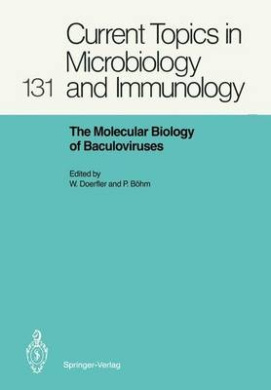 Current Topics in
Microbiology
131 and Immunology
The Molecular Biology
of Baculoviruses
Edited by
W. Doerfler and P. Böhm
Springer-Verlag